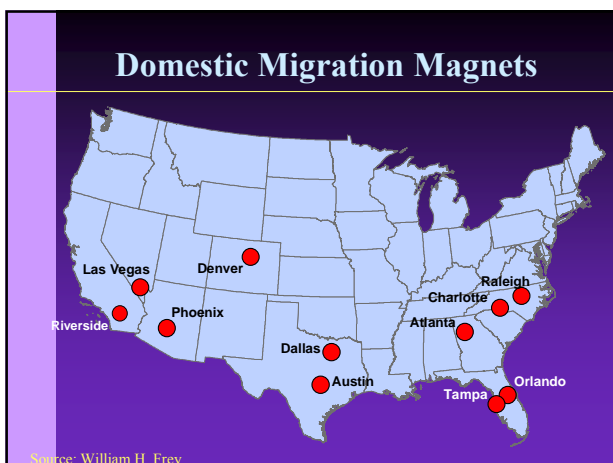 Domestic Migration Magnets
Las Vegas
Denver
Raleigh
Charlotte
Riverside
Phoenix
Atlanta
Dallas
Austin
Orlando
Tampa
Source: William H. Frey